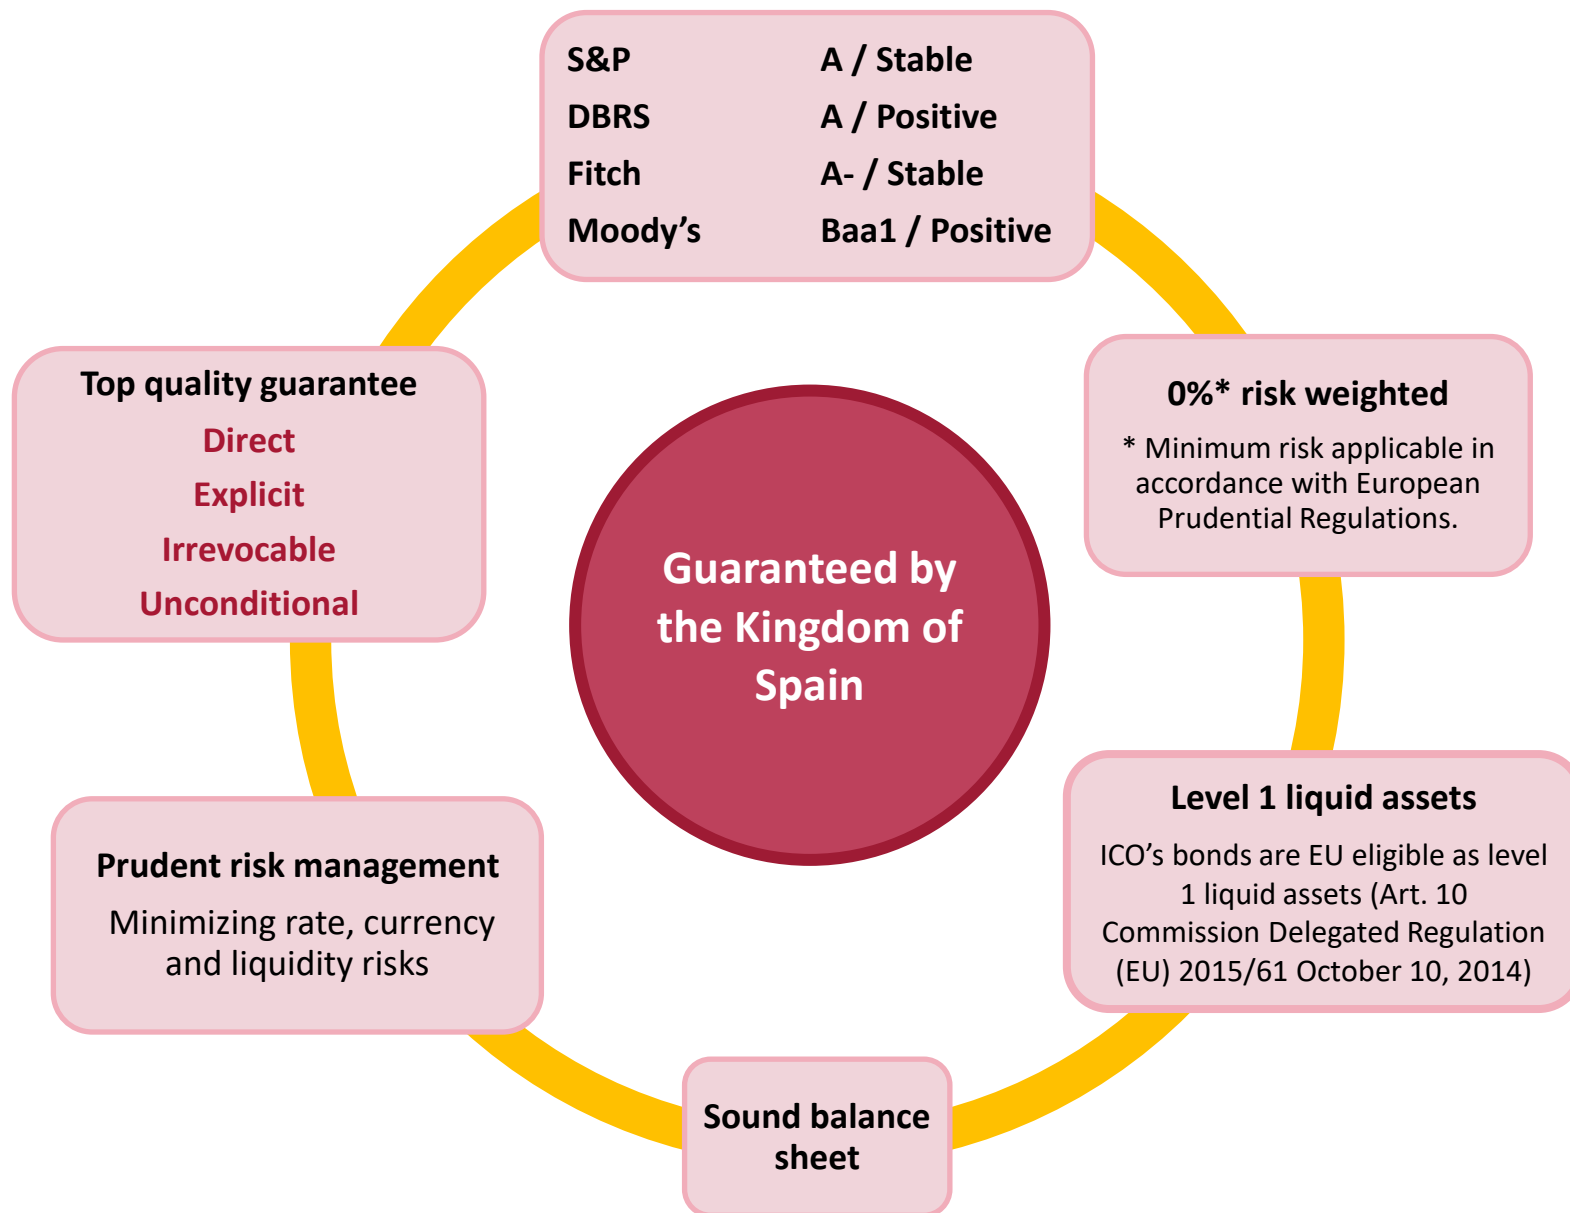 S&P A / Stable
DBRS A / Positive
Fitch A- / Stable
Moody’s Baa1 / Positive
Top quality guarantee
Direct
Explicit
Irrevocable
Unconditional
0%* risk weighted
* Minimum risk applicable in
accordance with European
Prudential Regulations.
Guaranteed by
the Kingdom of
Spain
Prudent risk management
Minimizing rate, currency
and liquidity risks
Level 1 liquid assets
ICO’s bonds are EU eligible as level
1 liquid assets (Art. 10
Commission Delegated Regulation
(EU) 2015/61 October 10, 2014)
Sound balance
sheet